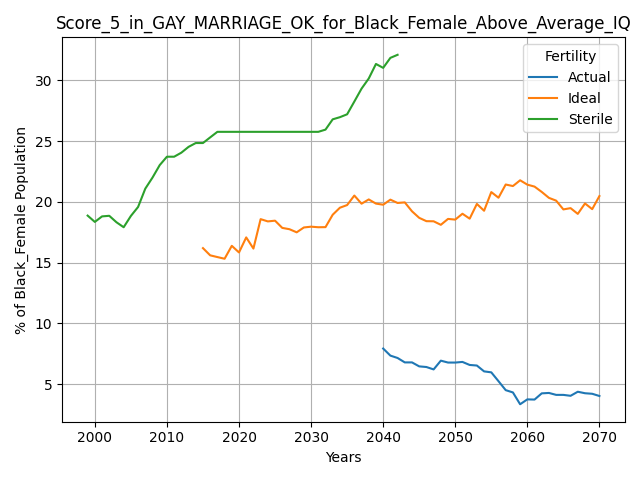 Score_5_in_GAY_MARRIAGE_OK_for_Black_Female_Above_Average_IQ
% of Black_Female Population
30
25
20
15
10
5
Fertility
Actual
Ideal
Sterile
2000 2010 2020 2030 2040 2050 2060 2070
Years